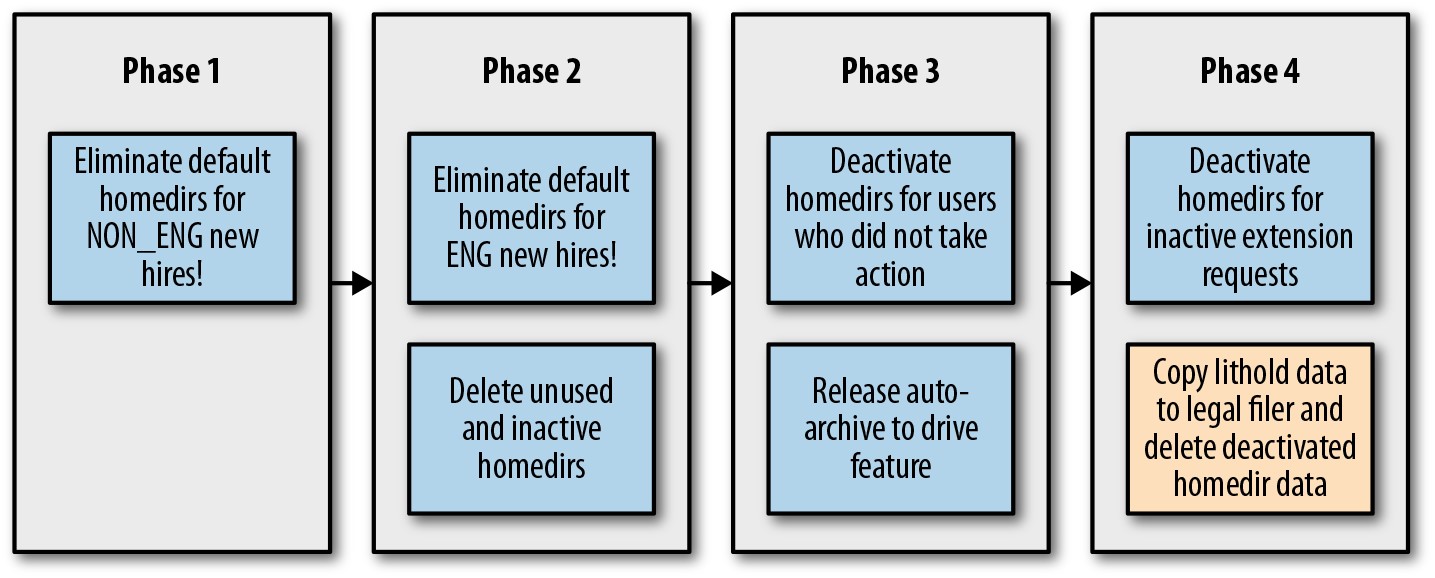 Phase 1
Eliminate default
homedirs for
NON_ENG new
hires!
Phase 2
Eliminate default
homedirs for
ENG new hires!
Delete unused
and inactive
homedirs
Phase 3
Deactivate
homedirs for users
who did not take
action
Release auto-
archive to drive
feature
Phase 4
Deactivate
homedirs for
inactive extension
requests
Copy lithold data
to legal filer and
delete deactivated
homedir data